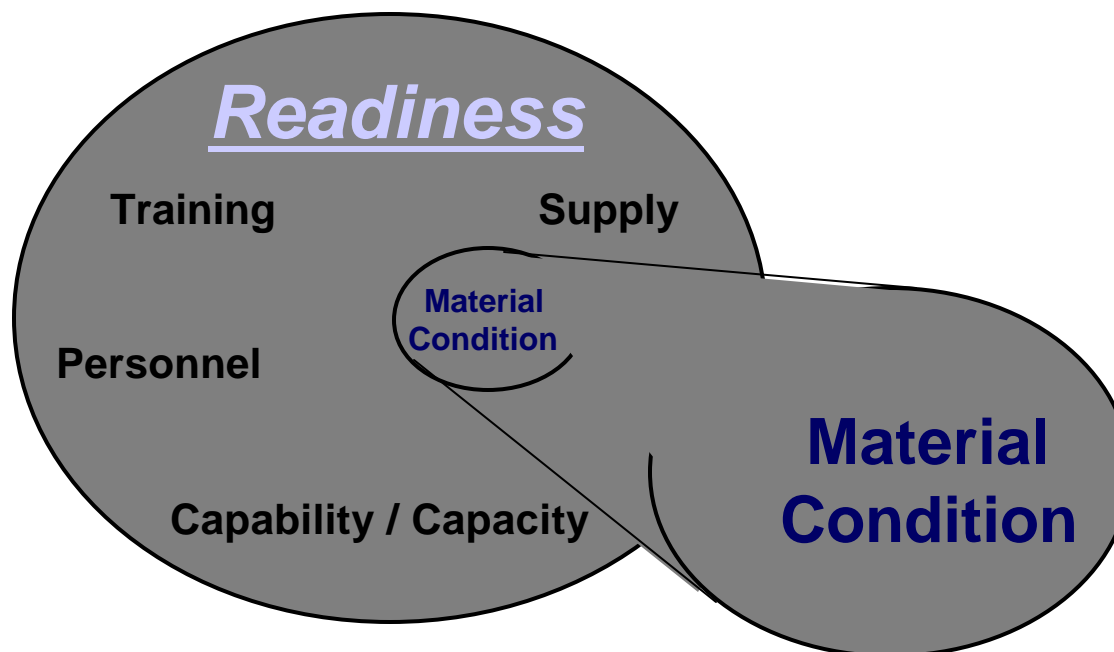 Readiness
Training
Supply
Material
Condition
Personnel
Material
Condition
Capability / Capacity